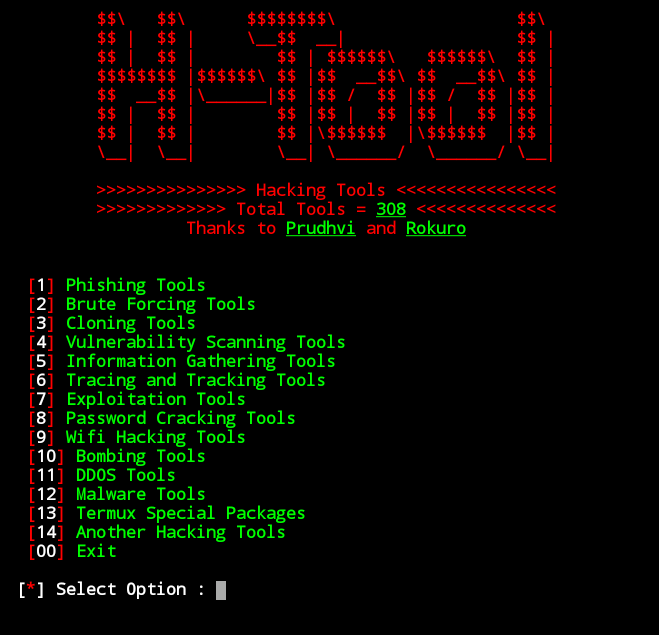 $$\   $$\      $$$$$$$$\                  $$\
$$ |  $$ |     \__$$  __|                 $$ |
$$ |  $$ |        $$ | $$$$$$\   $$$$$$\  $$ |
$$$$$$$$ |$$$$$$\ $$ |$$  __$$\ $$  __$$\ $$ |
$$  __$$ |\______|$$ |$$ /  $$ |$$ /  $$ |$$ |
$$ |  $$ |        $$ |$$ |  $$ |$$ |  $$ |$$ |
$$ |  $$ |        $$ |\$$$$$$  |\$$$$$$  |$$ |
\__|  \__|        \__| \______/  \______/ \__|
>>>>>>>>>>>>>>> Hacking Tools <<<<<<<<<<<<<<<<
>>>>>>>>>>>>> Total Tools = 308 <<<<<<<<<<<<<<
Thanks to Prudhvi and Rokuro
[1] Phishing Tools
[2] Brute Forcing Tools
[3] Cloning Tools
[4] Vulnerability Scanning Tools
[5] Information Gathering Tools
[6] Tracing and Tracking Tools
[7] Exploitation Tools
[8] Password Cracking Tools
[9] Wifi Hacking Tools
[10] Bombing Tools
[11] DDOS Tools
[12] Malware Tools
[13] Termux Special Packages
[14] Another Hacking Tools
[00] Exit
[*] Select Option :